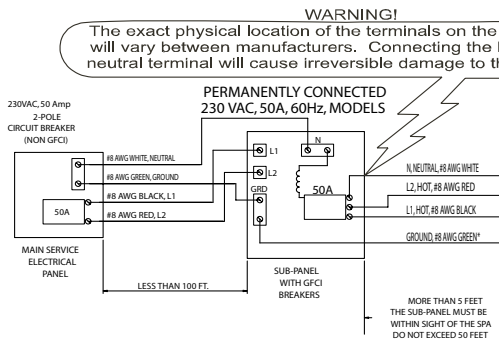 WARNING!
The exact physical location of the terminals on the
will vary between manufacturers. Connecting the
neutral terminal will cause irreversible damage to
PERMANENTLY CONNECTED
230 VAC, 50A, 60Hz, MODELS
230VAC, 50 Amp
2-POLE
CIRCUIT BREAKER
(NON GFCI)
#8 AWG WHITE, NEUTRAL
#8 AWG GREEN, GROUND
#8 AWG BLACK, L1
#8 AWG RED, L2
50A
MAIN SERVICE
ELECTRICAL
PANEL
LESS THAN 100 FT.
L1
L2
GRD
N
50A
SUB-PANEL
WITH GFCI
BREAKERS
N, NEUTRAL, #8 AWG WHITE
L2, HOT, #8 AWG RED
L1, HOT, #8 AWG BLACK
GROUND, #8 AWG GREEN*
MORE THAN 5 FEET
THE SUB-PANEL MUST BE
WITHIN SIGHT OF THE SPA
DO NOT EXCEED 50 FEET